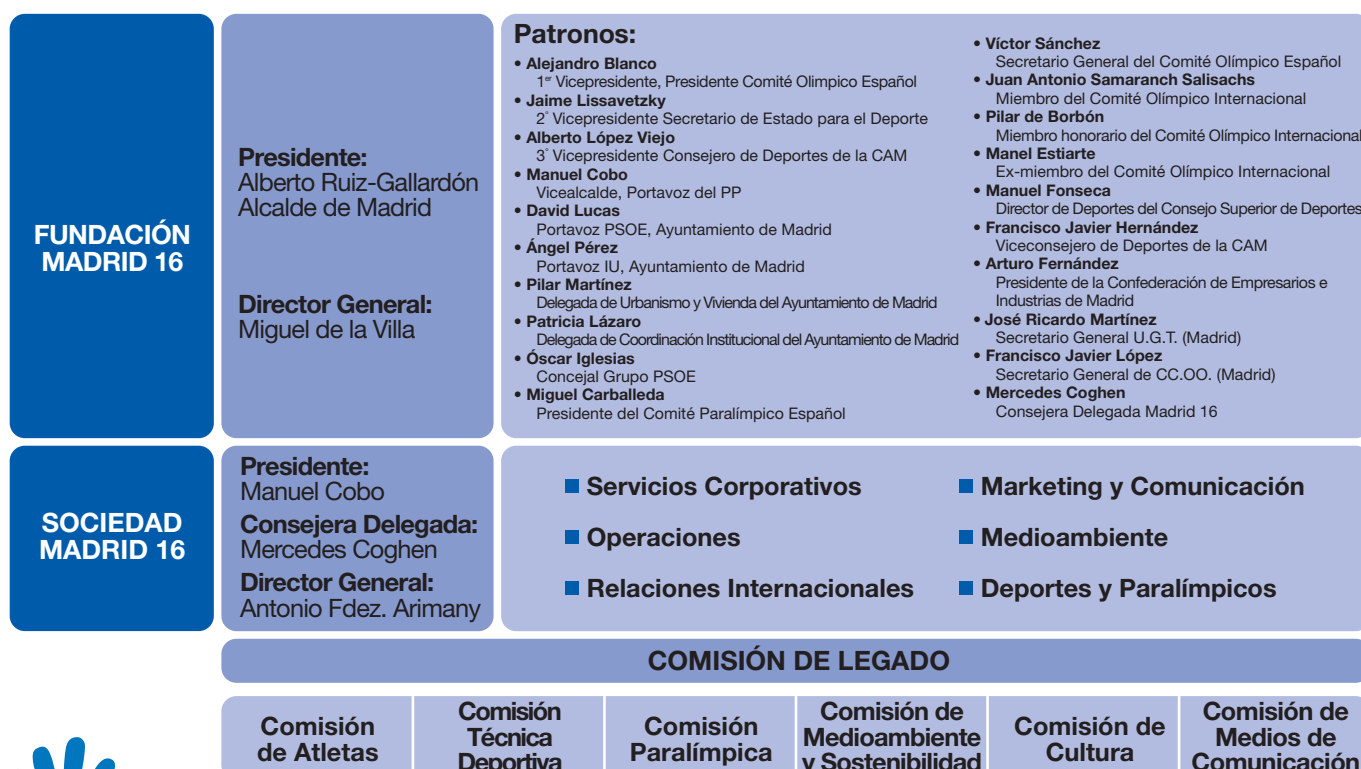 FUNDACIÓN
MADRID 16
Presidente:
Alberto Ruiz-Gallardón
Alcalde de Madrid
Director General:
Miguel de la Villa
Patronos:
• Alejandro Blanco
1er Vicepresidente, Presidente Comité Olimpico Español
• Jaime Lissavetzky
2° Vicepresidente Secretario de Estado para el Deporte
• Alberto López Viejo
3° Vicepresidente Consejero de Deportes de la CAM
• Manuel Cobo
Vicealcalde, Portavoz del PP
• David Lucas
Portavoz PSOE, Ayuntamiento de Madrid
• Ángel Pérez
Portavoz IU, Ayuntamiento de Madrid
• Pilar Martínez
Delegada de Urbanismo y Vivienda del Ayuntamiento de Madrid
• Patricia Lázaro
Delegada de Coordinación Institucional del Ayuntamiento de Madrid
• Óscar Iglesias
Concejal Grupo PSOE
• Miguel Carballeda
Presidente del Comité Paralímpico Español
• Víctor Sánchez
Secretario General del Comité Olímpico Español
• Juan Antonio Samaranch Salisachs
Miembro del Comité Olímpico Internacional
• Pilar de Borbón
Miembro honorario del Comité Olímpico Internacional
• Manel Estiarte
Ex-miembro del Comité Olímpico Internacional
• Manuel Fonseca
Director de Deportes del Consejo Superior de Deportes
• Francisco Javier Hernández
Viceconsejero de Deportes de la CAM
• Arturo Fernández
Presidente de la Confederación de Empresarios e
Industrias de Madrid
• José Ricardo Martínez
Secretario General U.G.T. (Madrid)
• Francisco Javier López
Secretario General de CC.OO. (Madrid)
• Mercedes Coghen
Consejera Delegada Madrid 16
SOCIEDAD
MADRID 16
Presidente:
Manuel Cobo
Consejera Delegada:
Mercedes Coghen
Director General:
Antonio Fdez. Arimany
Servicios Corporativos
Operaciones
Relaciones Internacionales
Marketing y Comunicación
Medioambiente
Deportes y Paralímpicos
COMISIÓN DE LEGADO
Comisión
de Atletas
Comisión
Técnica
Deportiva
Comisión
Paralímpica
Comisión de
Medioambiente
y Sostenibilidad
Comisión de
Cultura
Comisión de
Medios de
Comunicación